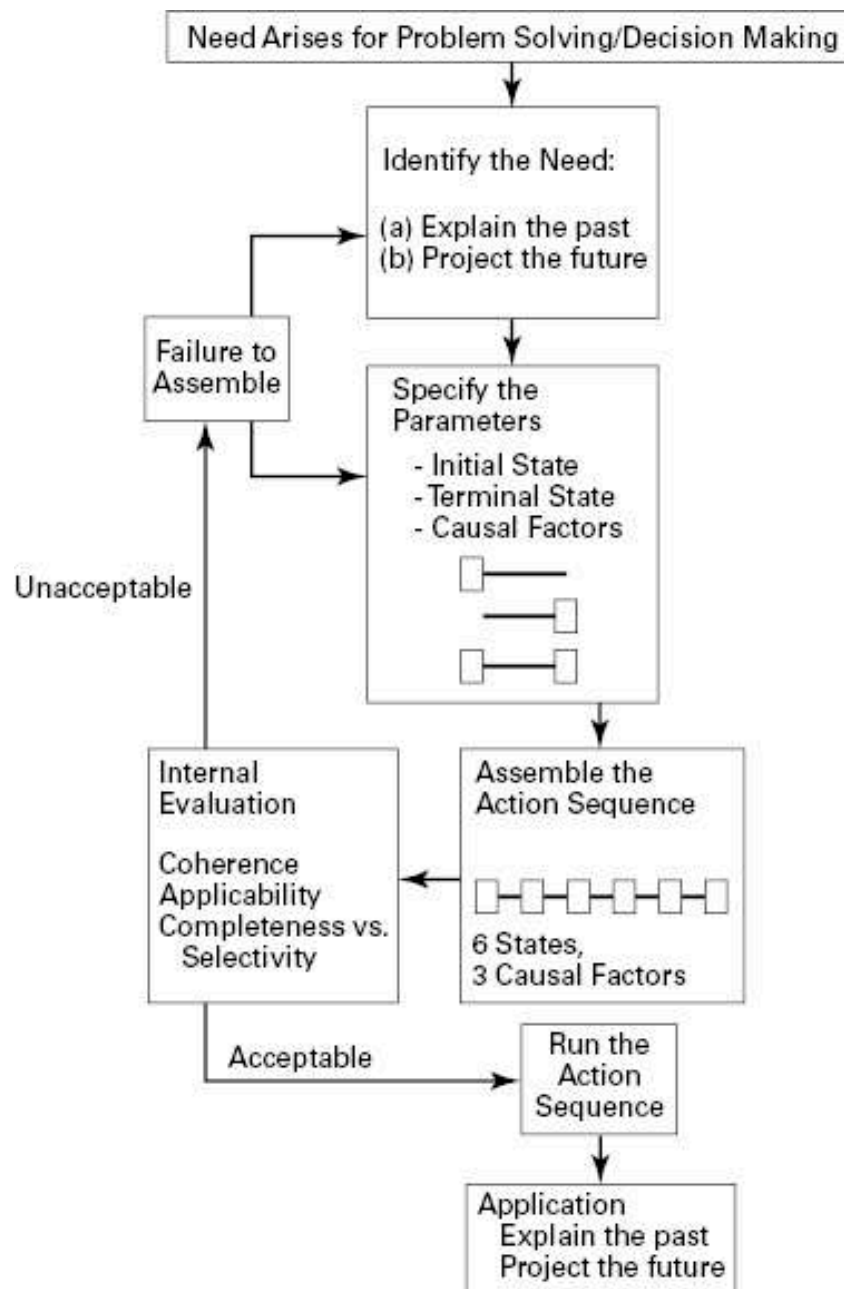 Need Arises for Problem Solving/Decision Making
Identify the Need:
(a) Explain the past
(b) Project the future
Failure to
Assemble
Specify the
Parameters
- Initial State
- Terminal State
- Causal Factors
Unacceptable
Internal
Evaluation
Coherence
Applicability
Completeness vs.
Selectivity
Assemble the
Action Sequence
6 States,
3 Causal Factors
Acceptable
Run the
Action
Sequence
Application
Explain the past
Project the future